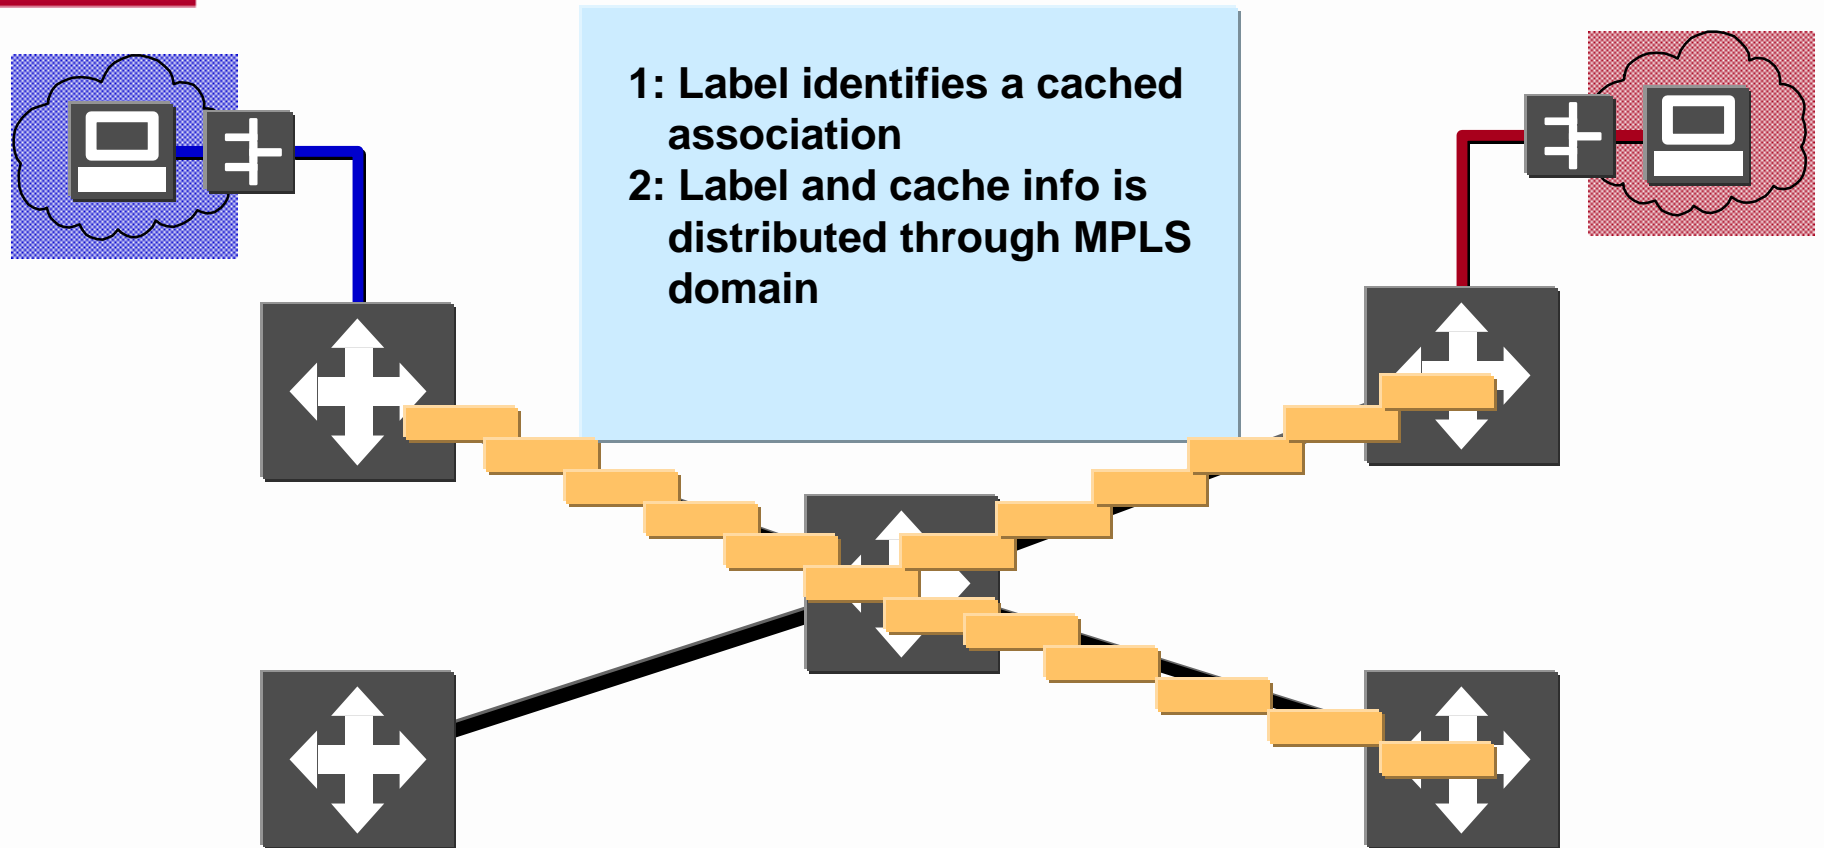 1: Label identifies a cached
association
2: Label and cache info is
distributed through MPLS
domain